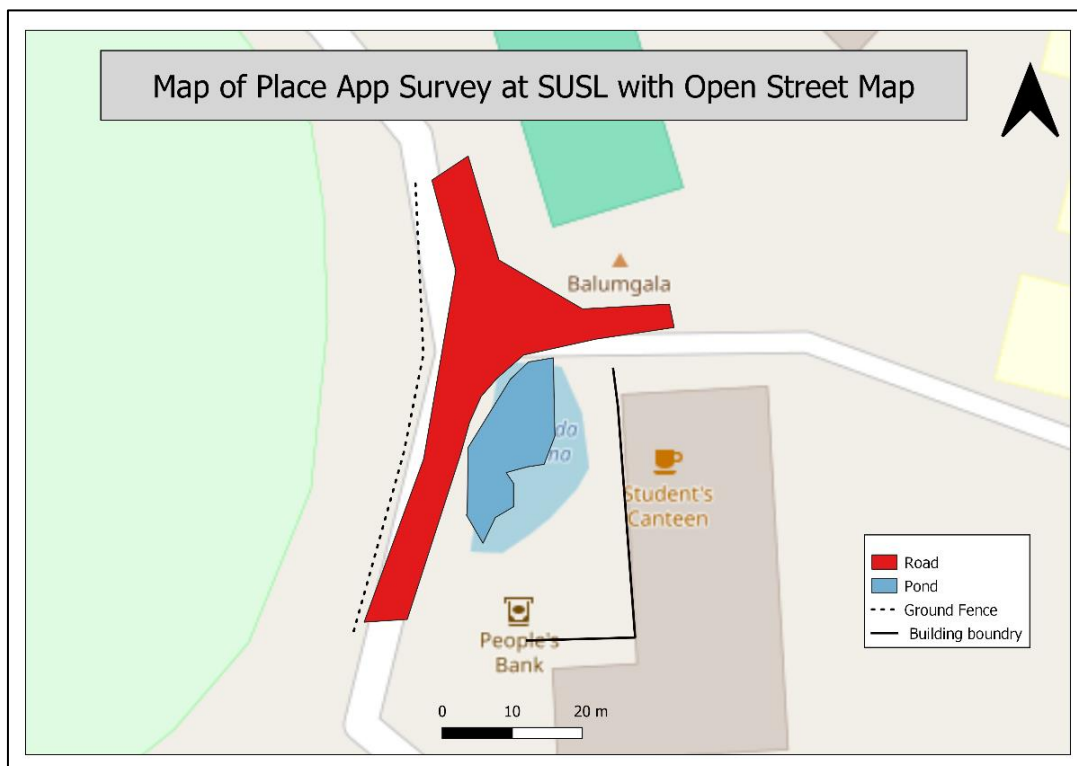 Map of Place App Survey at SUSL with Open Street Map
Balumgala
Student's
Canteen
People's
Bank
Road
Pond
Ground Fence
Building boundry
0 10 20 m